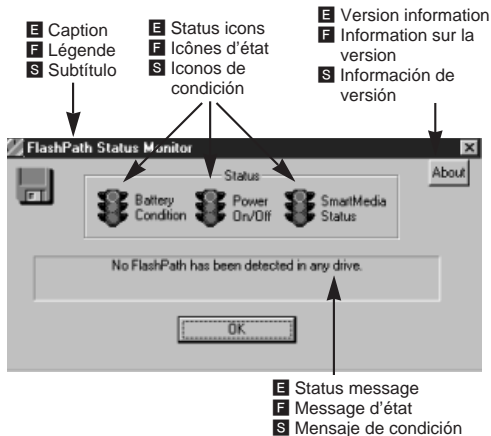 E Caption
F Légende
S Subtítulo
E Status icons
F Icônes d'état
S Iconos de
condición
E Version information
F Information sur la
version
S Información de
versión
FlashPath Status Monitor
About
Status
Battery
Condition
Power
On/Off
SmartMedia
Status
No FlashPath has been detected in any drive.
OK
E Status message
F Message d'état
S Mensaje de condición